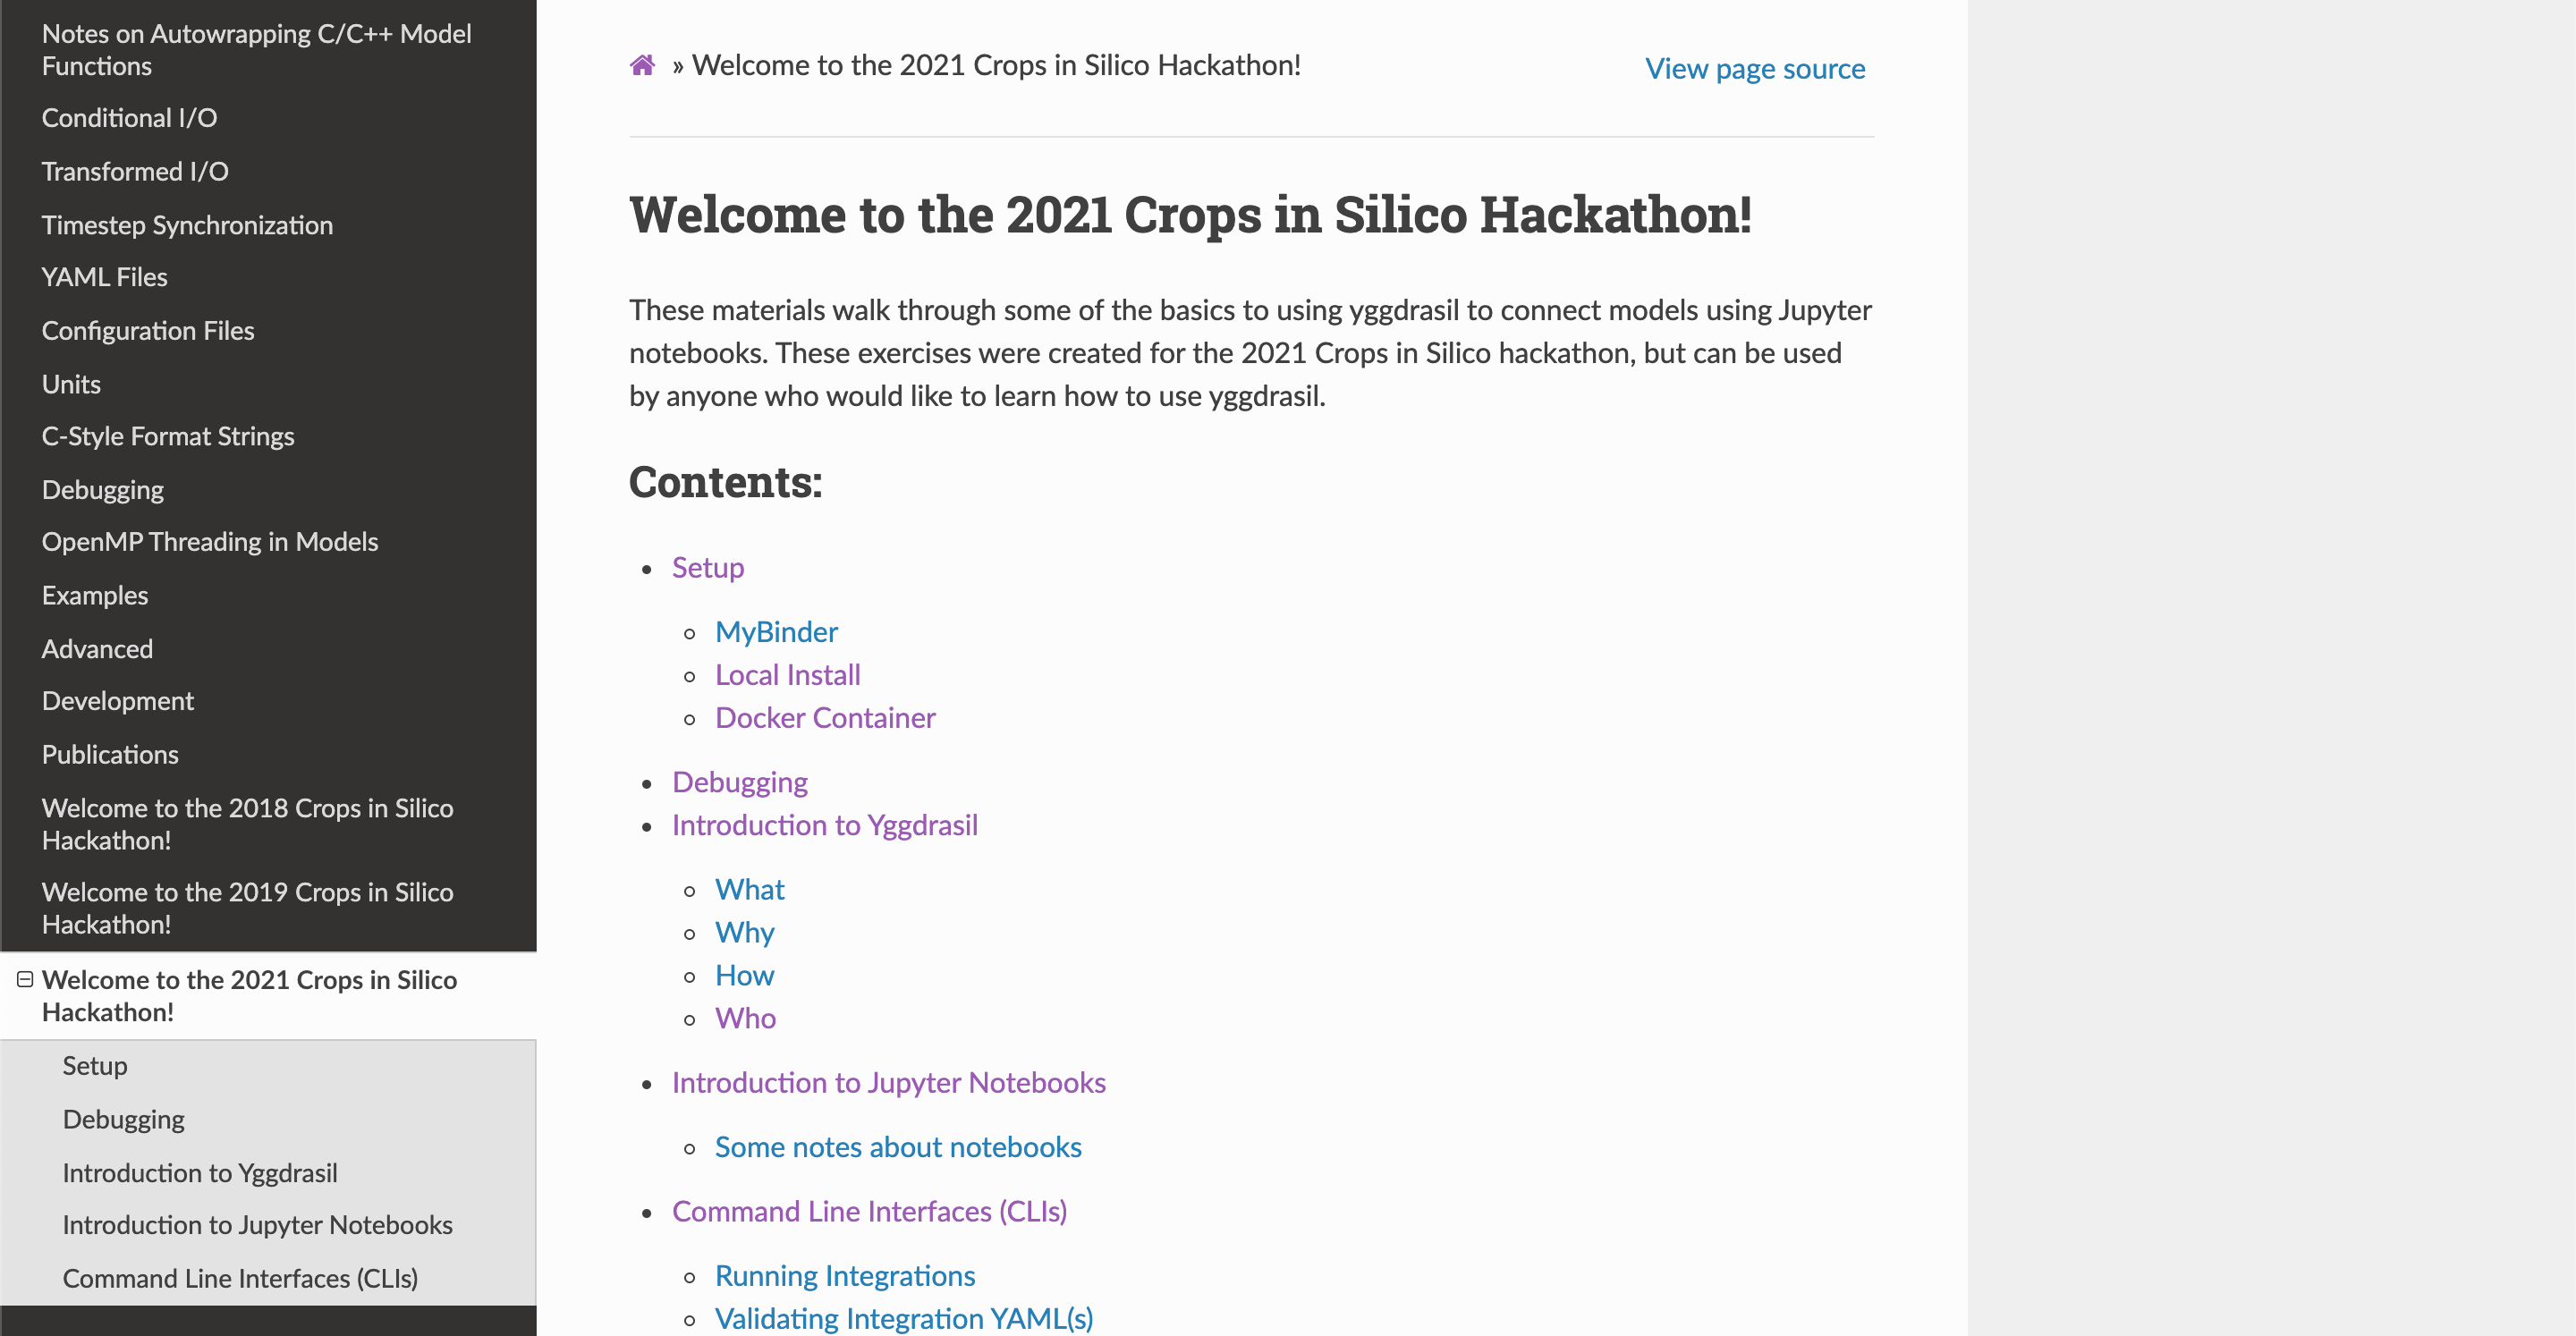 Notes on Autowrapping C/C++ Model
Functions
Conditional I/O
Transformed I/O
Timestep Synchronization
YAML Files
Configuration Files
Units
C-Style Format Strings
Debugging
OpenMP Threading in Models
Examples
Advanced
Development
Publications
Welcome to the 2018 Crops in Silico
Hackathon!
Welcome to the 2019 Crops in Silico
Hackathon!
Welcome to the 2021 Crops in Silico
Hackathon!
Setup
Debugging
Introduction to Yggdrasil
Introduction to Jupyter Notebooks
Command Line Interfaces (CLIs)
» Welcome to the 2021 Crops in Silico Hackathon!
View page source
Welcome to the 2021 Crops in Silico Hackathon!
These materials walk through some of the basics to using yggdrasil to connect models using Jupyter
notebooks. These exercises were created for the 2021 Crops in Silico hackathon, but can be used
by anyone who would like to learn how to use yggdrasil.
Contents:
• Setup
◦ MyBinder
◦ Local Install
◦ Docker Container
• Debugging
• Introduction to Yggdrasil
◦ What
◦ Why
◦ How
◦ Who
• Introduction to Jupyter Notebooks
◦ Some notes about notebooks
• Command Line Interfaces (CLIs)
◦ Running Integrations
◦ Validating Integration YAML(s)